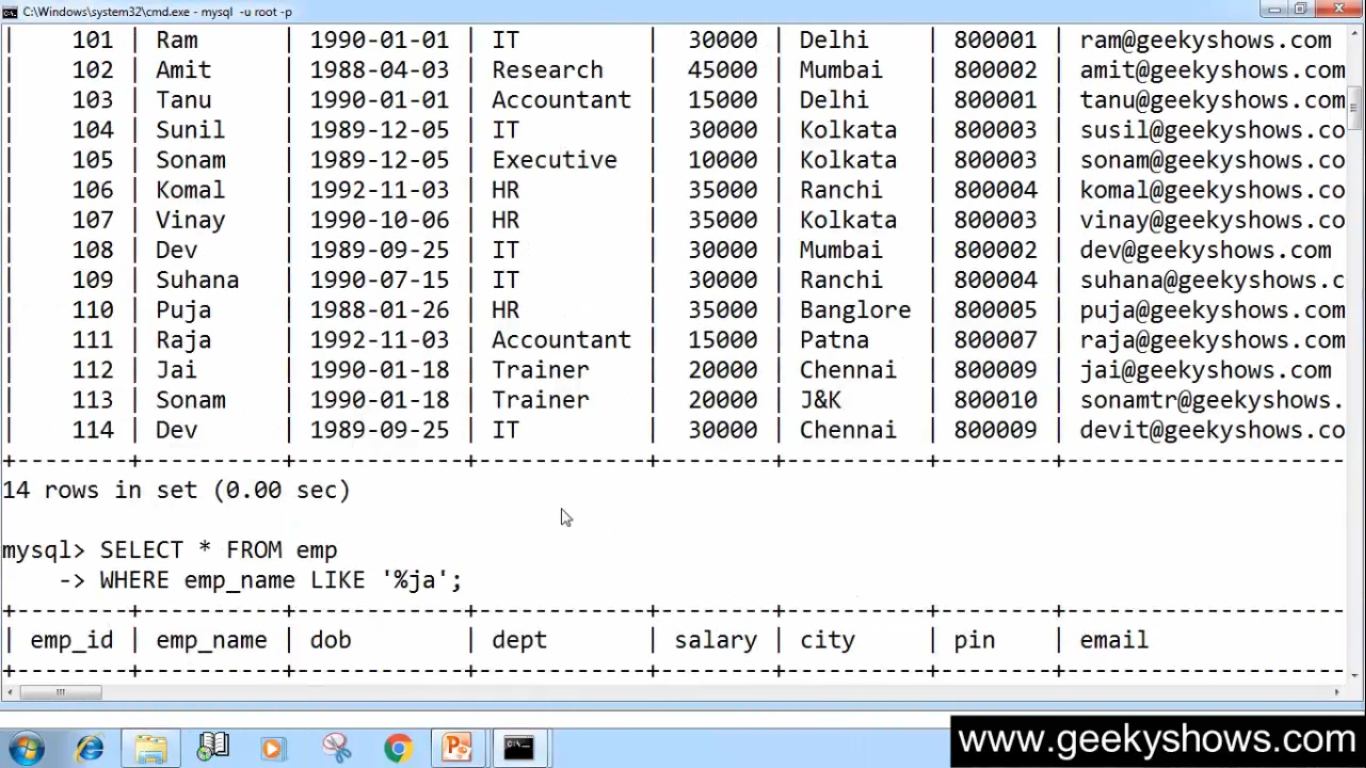 C:\Windows\system32\cmd.exe - mysql -u root -p
| 101 | Ram | 1990-01-01 | IT | 30000 | Delhi | 800001 | ram@geekyshows.com
| 102 | Amit | 1988-04-03 | Research | 45000 | Mumbai | 800002 | amit@geekyshows.com
| 103 | Tanu | 1990-01-01 | Accountant | 15000 | Delhi | 800001 | tanu@geekyshows.com
| 104 | Sunil | 1989-12-05 | IT | 30000 | Kolkata | 800003 | susil@geekyshows.co
| 105 | Sonam | 1989-12-05 | Executive | 10000 | Kolkata | 800003 | sonam@geekyshows.co
| 106 | Komal | 1992-11-03 | HR | 35000 | Ranchi | 800004 | komal@geekyshows.co
| 107 | Vinay | 1990-10-06 | HR | 35000 | Kolkata | 800003 | vinay@geekyshows.co
| 108 | Dev | 1989-09-25 | IT | 30000 | Mumbai | 800002 | dev@geekyshows.com
| 109 | Suhana | 1990-07-15 | IT | 30000 | Ranchi | 800004 | suhana@geekyshows.c
| 110 | Puja | 1988-01-26 | HR | 35000 | Banglore | 800005 | puja@geekyshows.com
| 111 | Raja | 1992-11-03 | Accountant | 15000 | Patna | 800007 | raja@geekyshows.com
| 112 | Jai | 1990-01-18 | Trainer | 20000 | Chennai | 800009 | jai@geekyshows.com
| 113 | Sonam | 1990-01-18 | Trainer | 20000 | J&K | 800010 | sonamtr@geekyshows.
| 114 | Dev | 1989-09-25 | IT | 30000 | Chennai | 800009 | devit@geekyshows.co
+--------+----------+------------+------------+--------+----------+--------+--------------------
14 rows in set (0.00 sec)
mysql> SELECT * FROM emp
-> WHERE emp_name LIKE '%ja';
+--------+----------+------------+------------+--------+----------+--------+--------------------
| emp_id | emp_name | dob | dept | salary | city | pin | email
+--------+----------+------------+------------+--------+----------+--------+--------------------
www.geekyshows.com